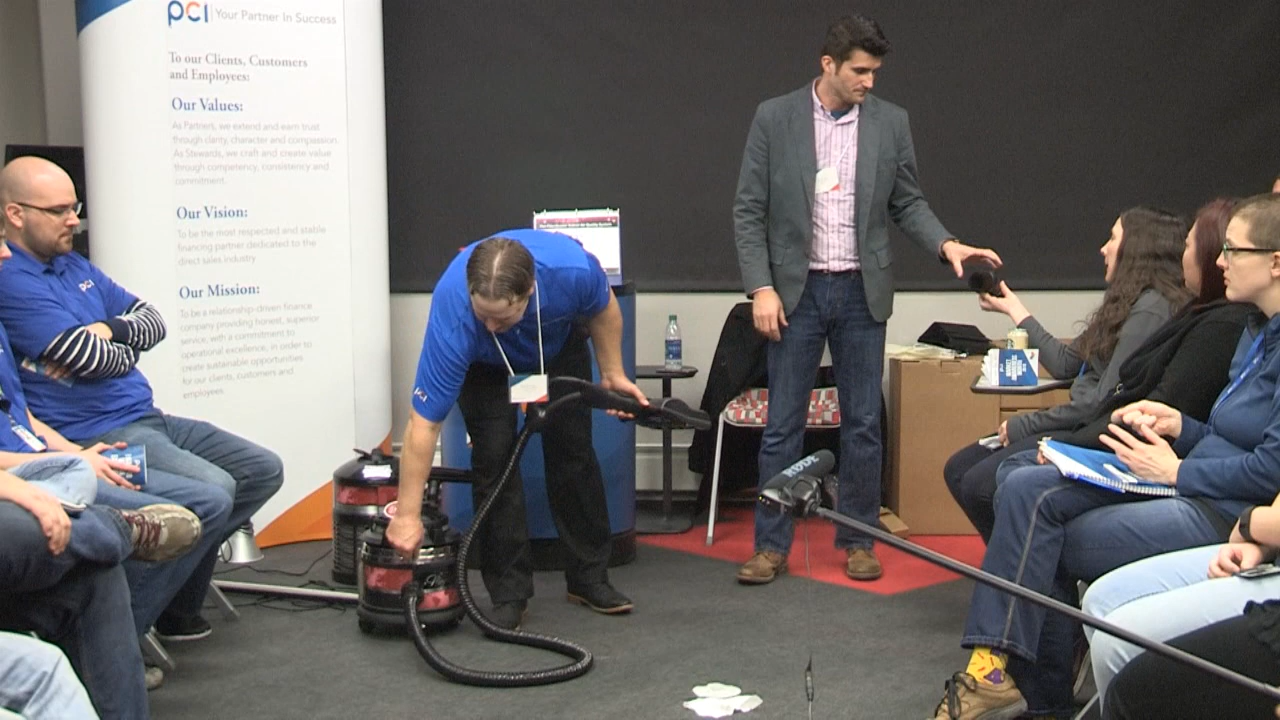 pci Your Partner In Success
To our Clients, Customers
and Employees:
Our Values:
As Partners, we extend and earn trust
through clarity, character and compassion.
As Stewards, we craft and create value
through competency, consistency and
commitment.
Our Vision:
To be the most respected and stable
financing partner dedicated to the
direct sales industry
Our Mission:
To be a relationship-driven finance
company providing honest, superior
service, with a commitment to
operational excellence, in order to
create sustainable opportunities
for our clients, customers and
employees.
pci
pci
RØDE